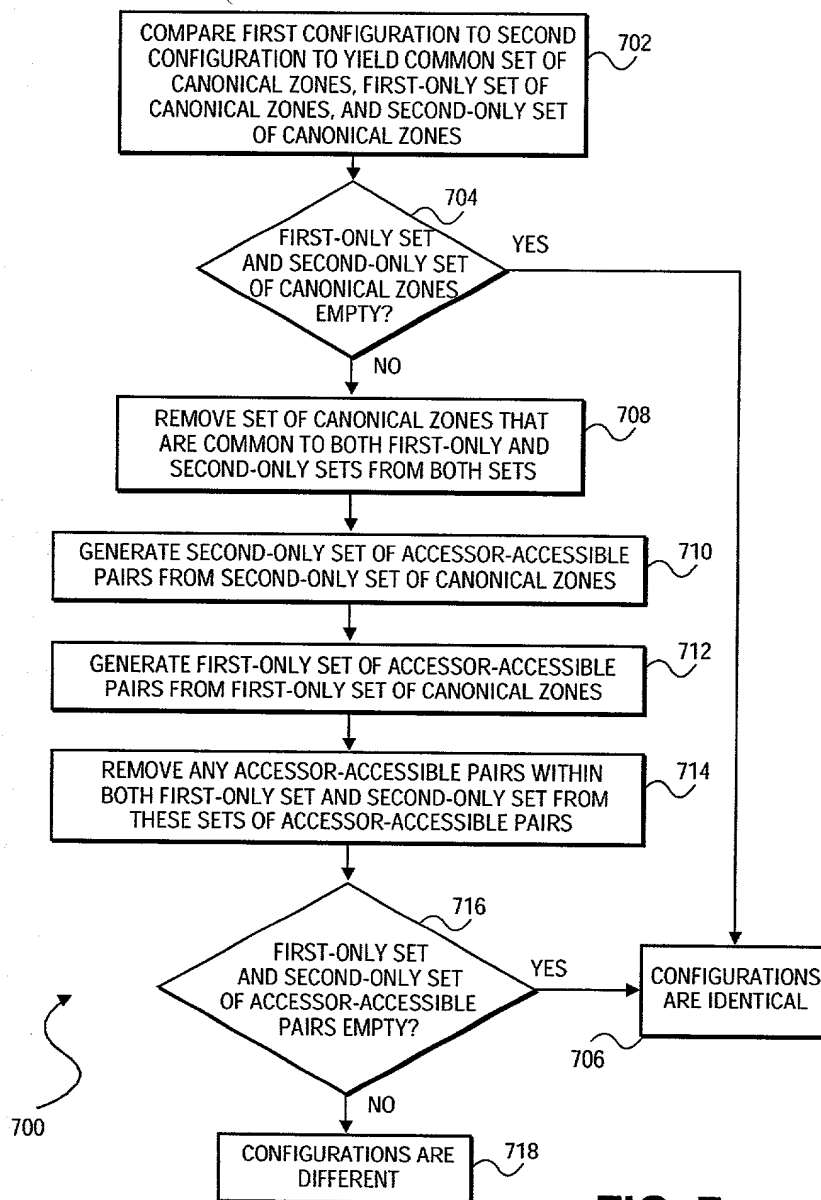 COMPARE FIRST CONFIGURATION TO SECOND
CONFIGURATION TO YIELD COMMON SET OF
CANONICAL ZONES, FIRST-ONLY SET OF
CANONICAL ZONES, AND SECOND-ONLY SET
OF CANONICAL ZONES
702
704
FIRST-ONLY SET
AND SECOND-ONLY SET
OF CANONICAL ZONES
EMPTY?
YES
NO
REMOVE SET OF CANONICAL ZONES THAT
ARE COMMON TO BOTH FIRST-ONLY AND
SECOND-ONLY SETS FROM BOTH SETS
708
GENERATE SECOND-ONLY SET OF ACCESSOR-ACCESSIBLE
PAIRS FROM SECOND-ONLY SET OF CANONICAL ZONES
710
GENERATE FIRST-ONLY SET OF ACCESSOR-ACCESSIBLE
PAIRS FROM FIRST-ONLY SET OF CANONICAL ZONES
712
REMOVE ANY ACCESSOR-ACCESSIBLE PAIRS WITHIN
BOTH FIRST-ONLY SET AND SECOND-ONLY SET FROM
THESE SETS OF ACCESSOR-ACCESSIBLE PAIRS
714
716
FIRST-ONLY SET
AND SECOND-ONLY SET
OF ACCESSOR-ACCESSIBLE
PAIRS EMPTY?
YES
CONFIGURATIONS
ARE IDENTICAL
706
NO
700
CONFIGURATIONS ARE
DIFFERENT
718